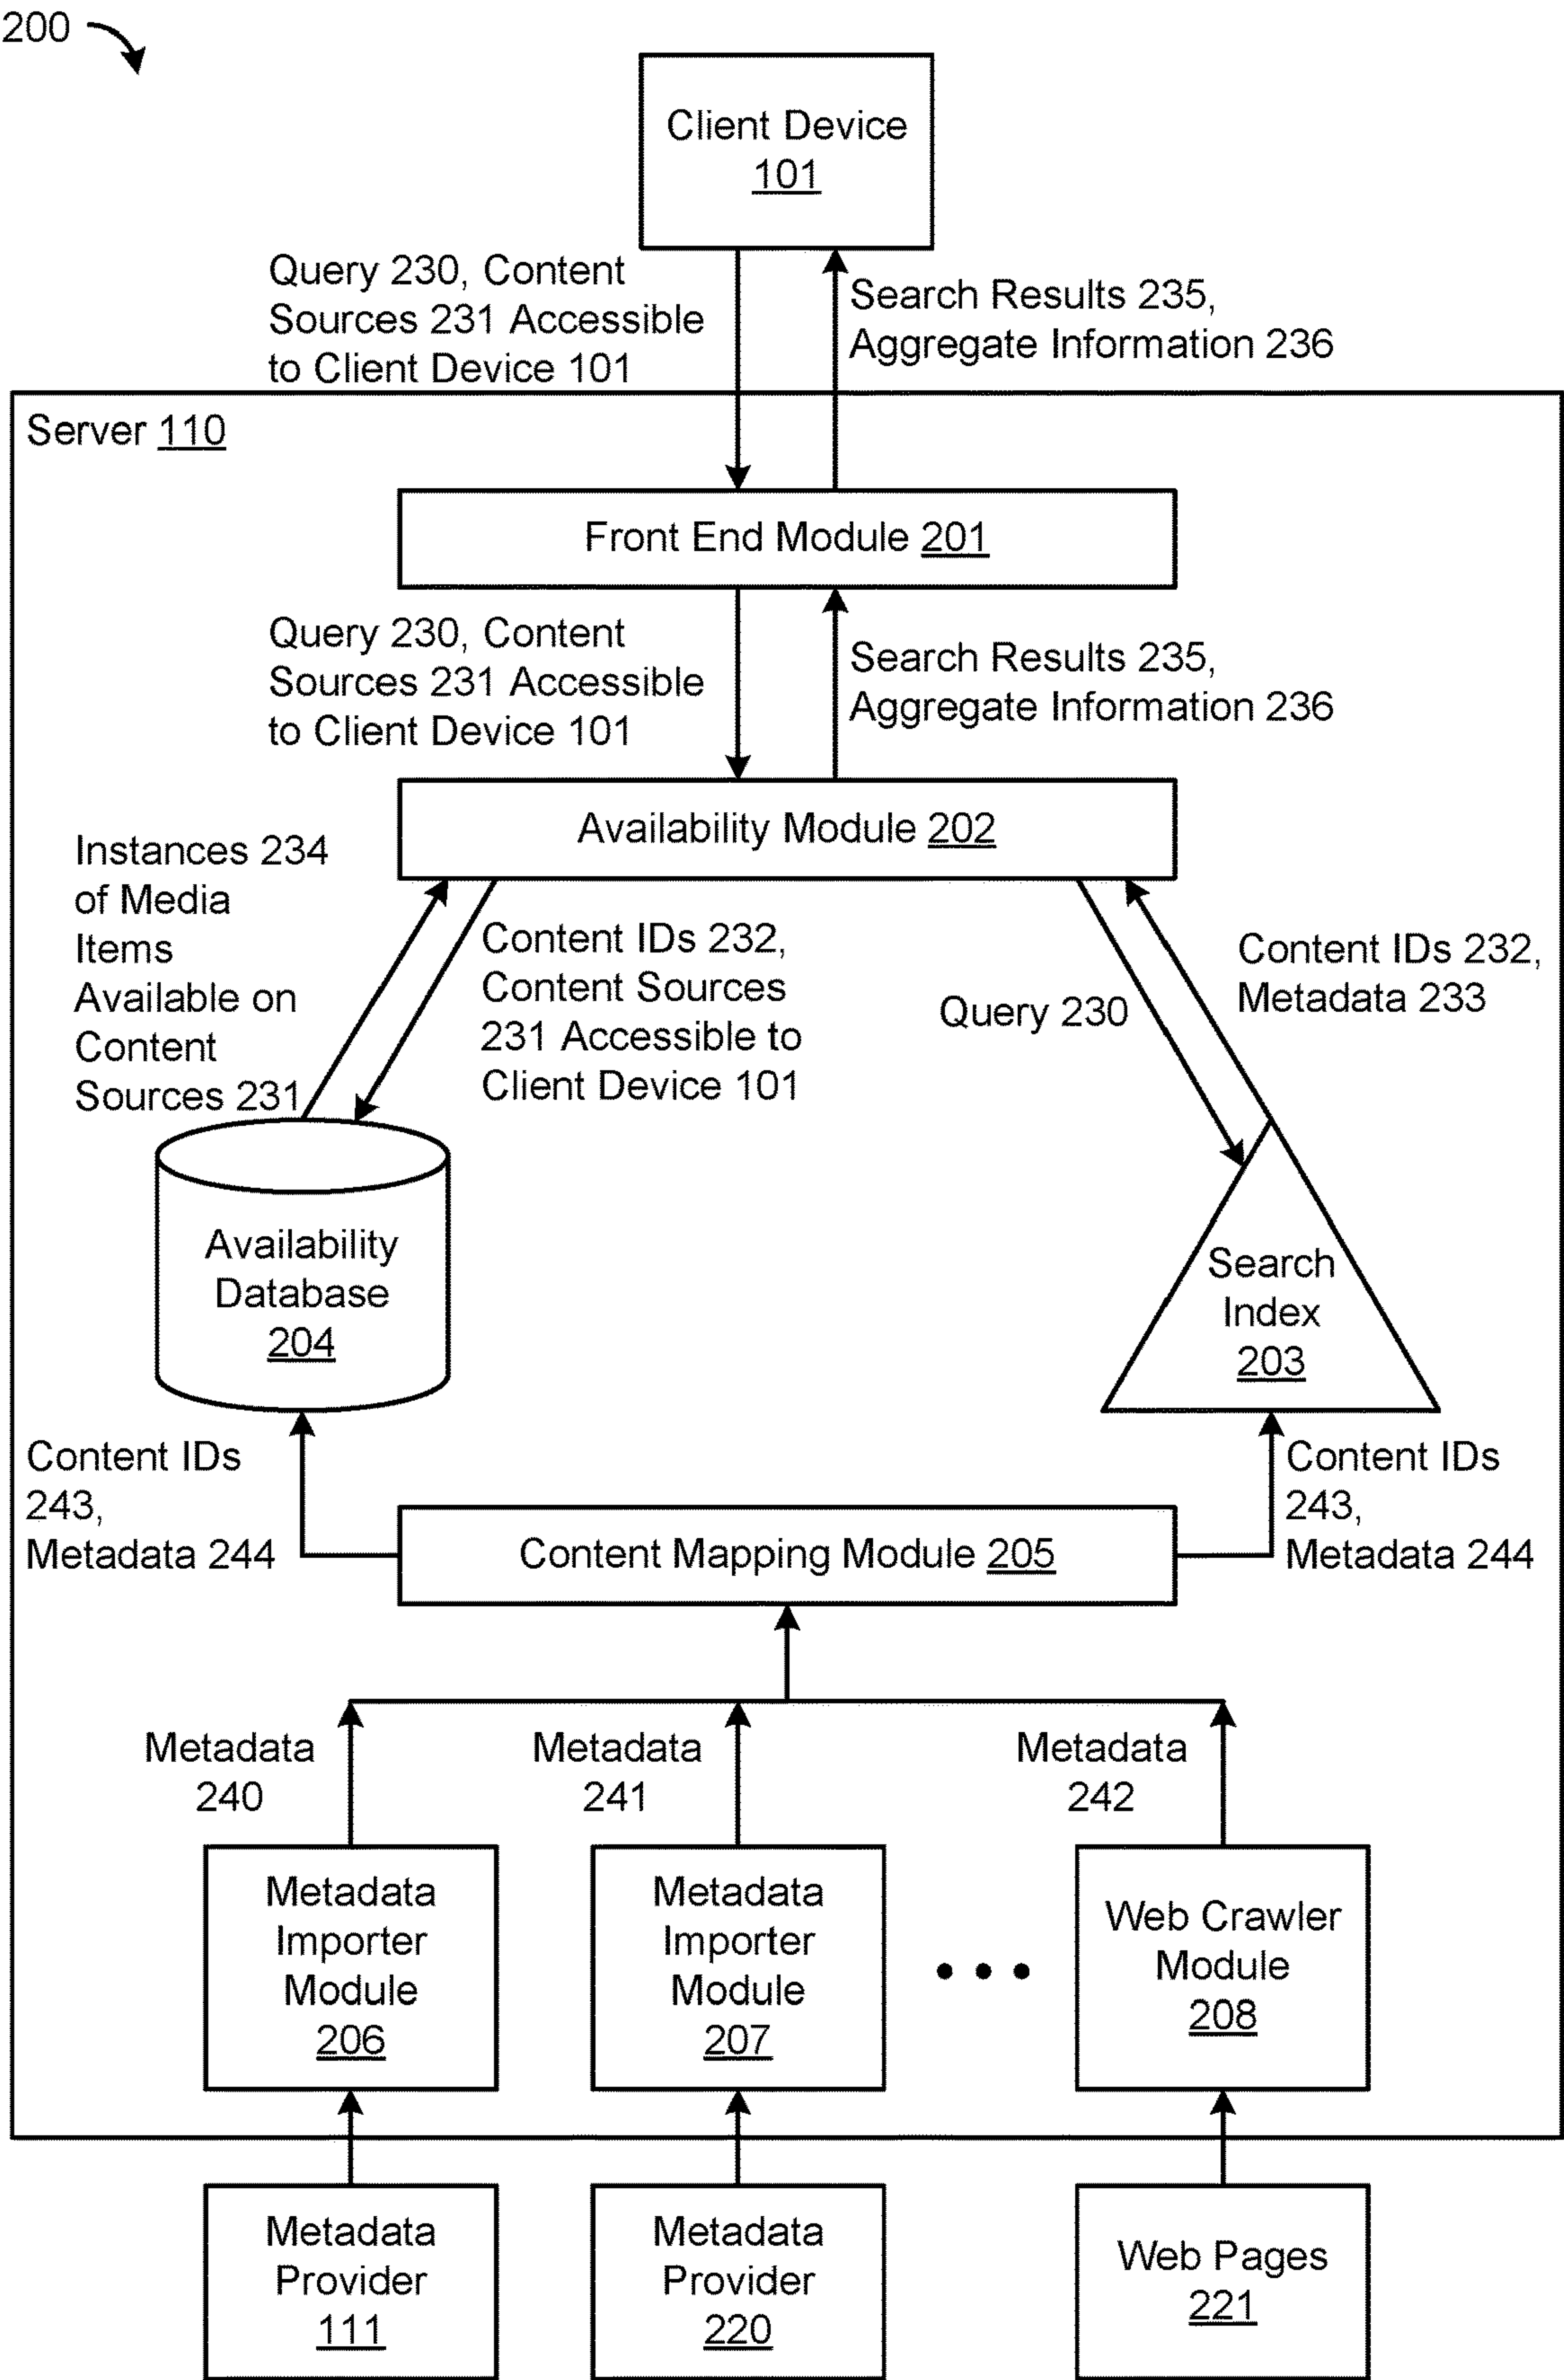 200
Client Device
101
Query 230, Content
Sources 231 Accessible
to Client Device 101
Search Results 235,
Aggregate Information 236
Server 110
Front End Module 201
Query 230, Content
Sources 231 Accessible
to Client Device 101
Search Results 235,
Aggregate Information 236
Availability Module 202
Instances 234
of Media
Items
Available on
Content
Sources 231
Content IDs 232,
Content Sources
231 Accessible to
Client Device 101
Query 230
Content IDs 232,
Metadata 233
Availability
Database
204
Search
Index
203
Content IDs
243,
Metadata 244
Content Mapping Module 205
Content IDs
243,
Metadata 244
Metadata
240
Metadata
241
Metadata
242
Metadata
Importer
Module
206
Metadata
Importer
Module
207
Web Crawler
Module
208
Metadata
Provider
111
Metadata
Provider
220
Web Pages
221